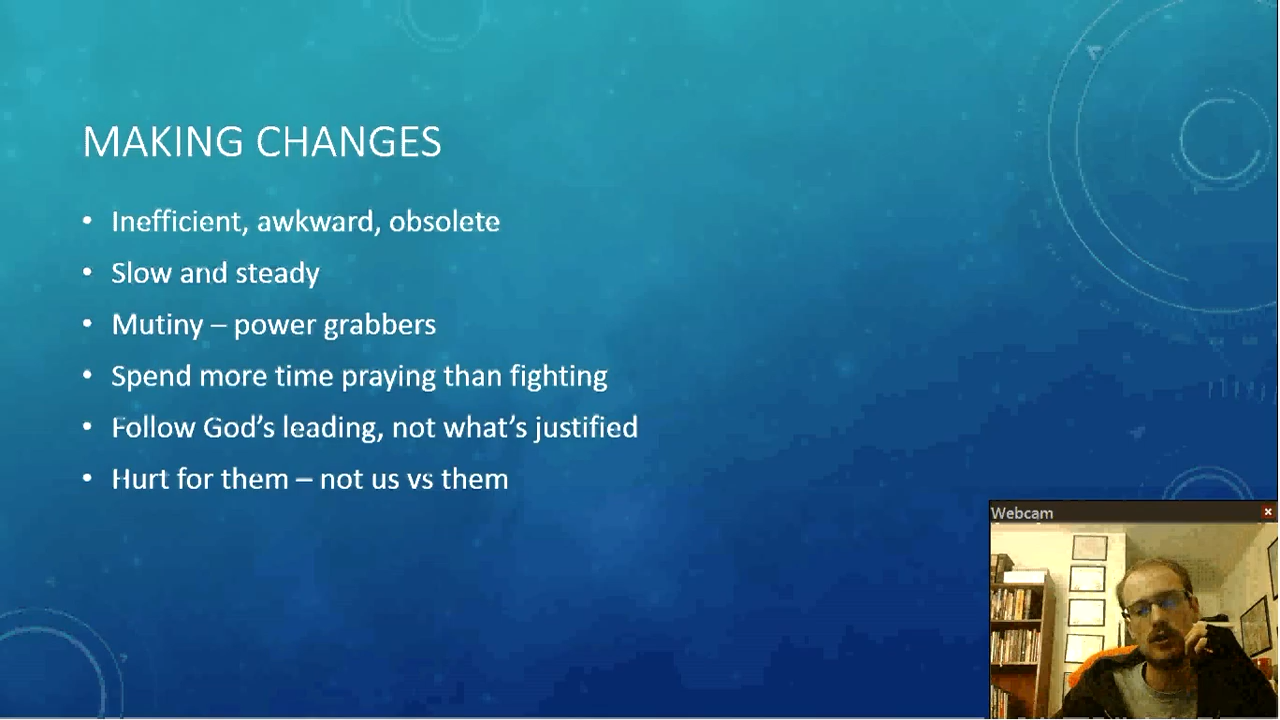 MAKING CHANGES
• Inefficient, awkward, obsolete
• Slow and steady
• Mutiny – power grabbers
• Spend more time praying than fighting
• Follow God's leading, not what's justified
• Hurt for them – not us vs them
Webcam